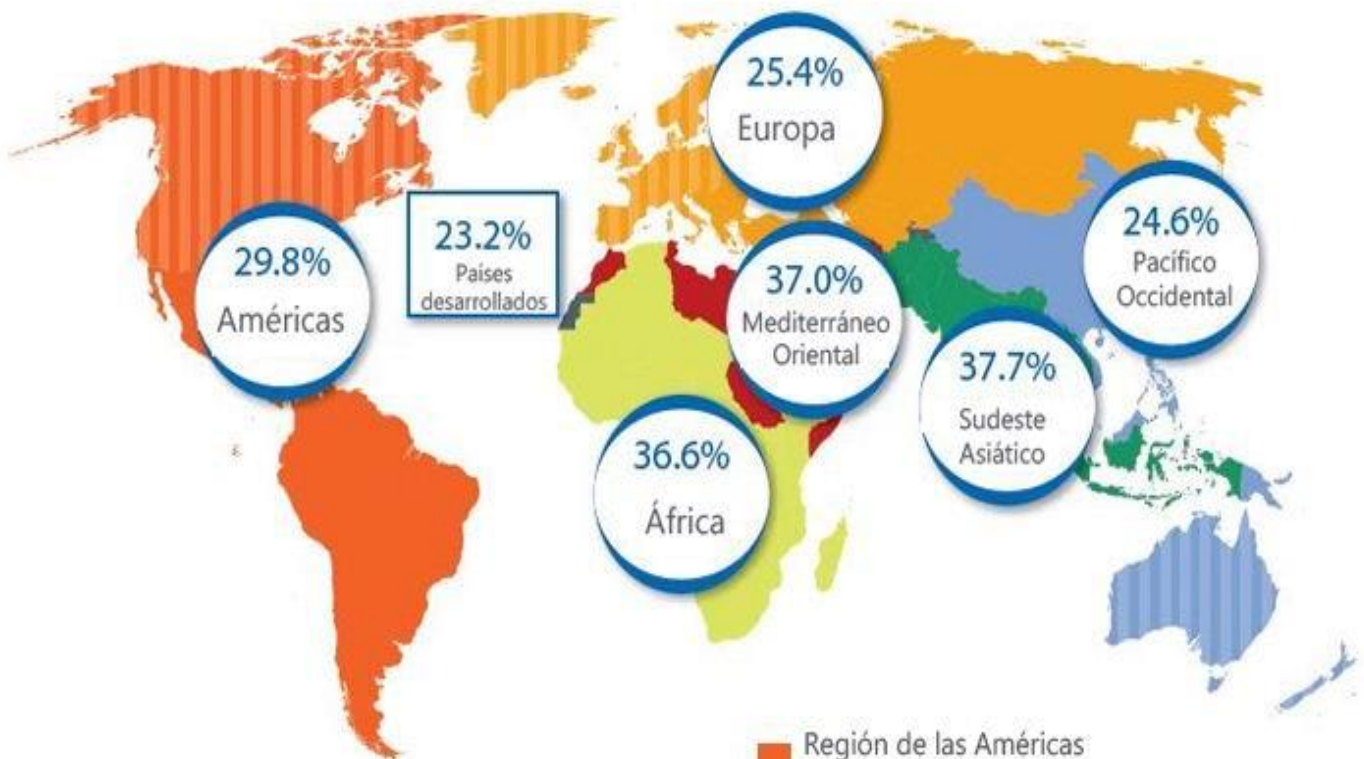 25.4%
Europa
23.2%
Países
desarrollados
29.8%
Américas
37.0%
Mediterráneo
Oriental
24.6%
Pacífico
Occidental
37.7%
Sudeste
Asiático
36.6%
África
Región de las Américas